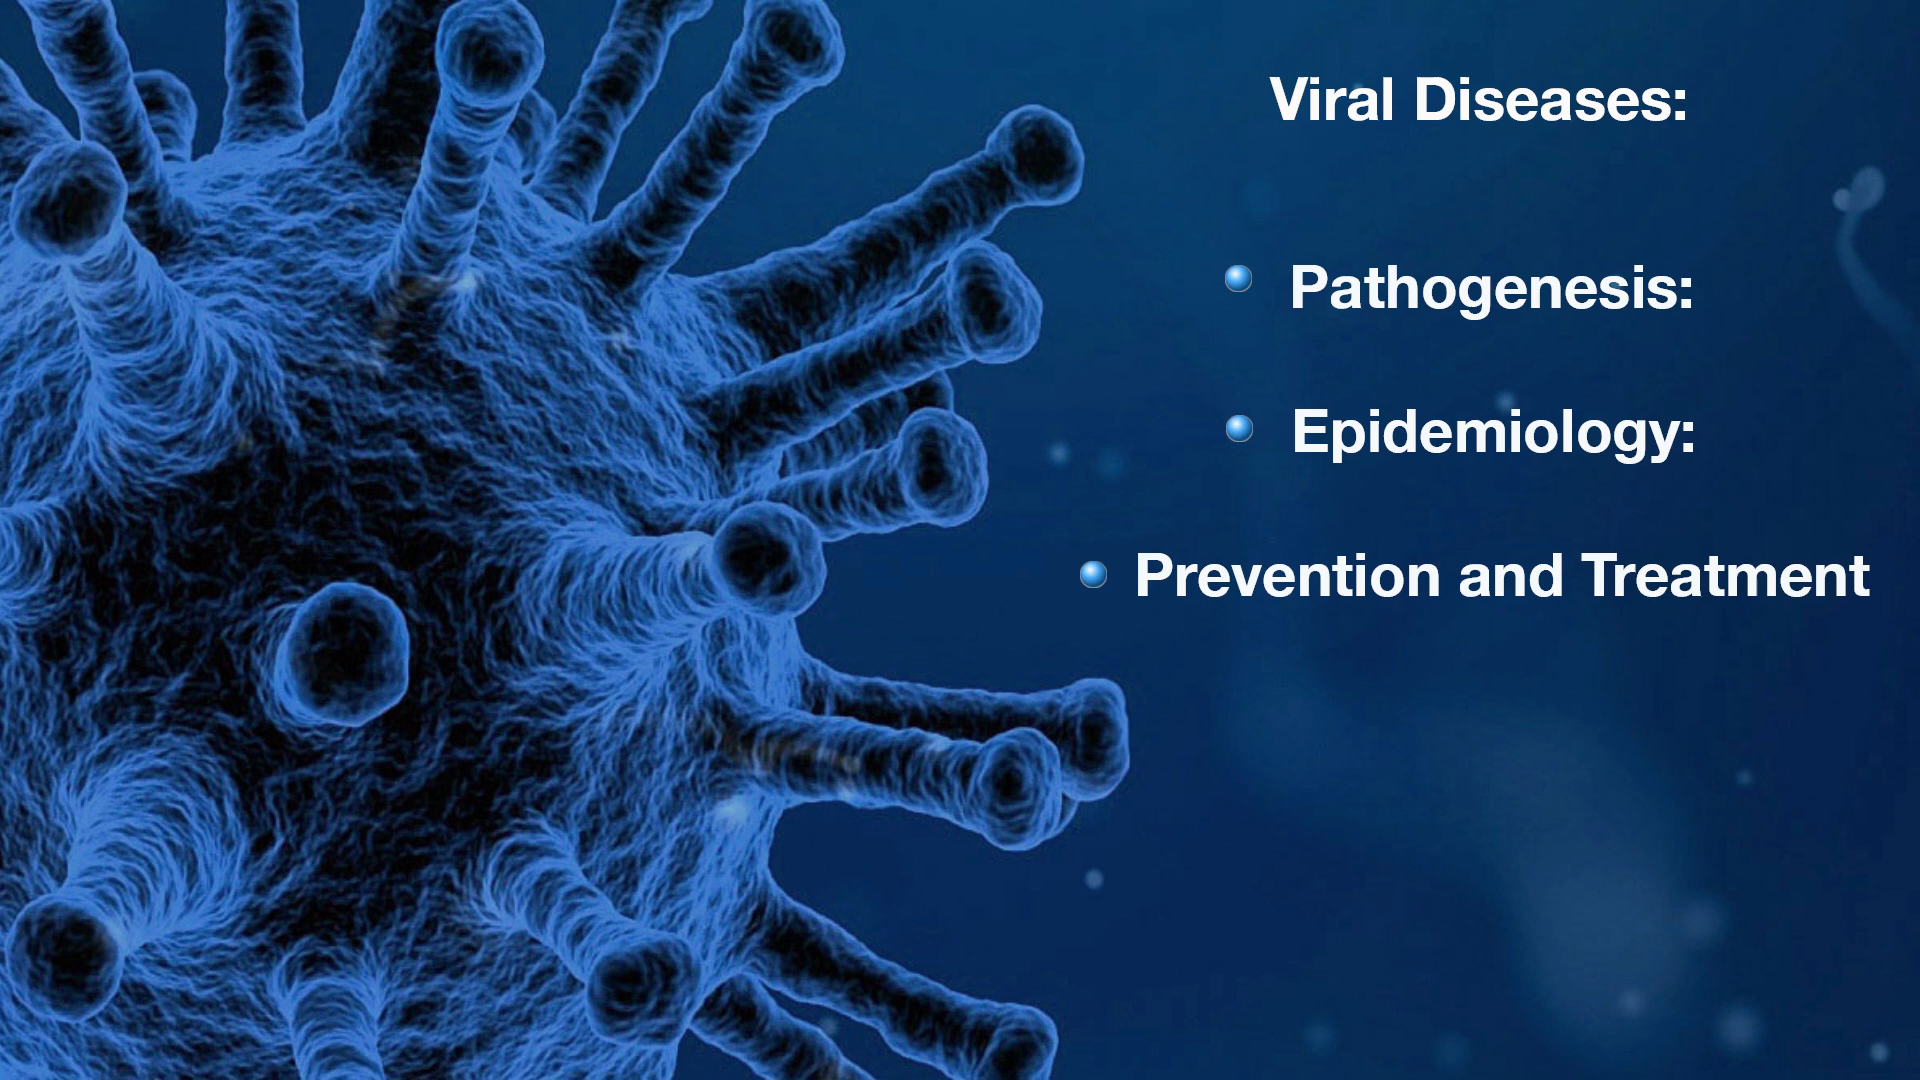 Viral Diseases:
Pathogenesis:
Epidemiology:
Prevention and Treatment